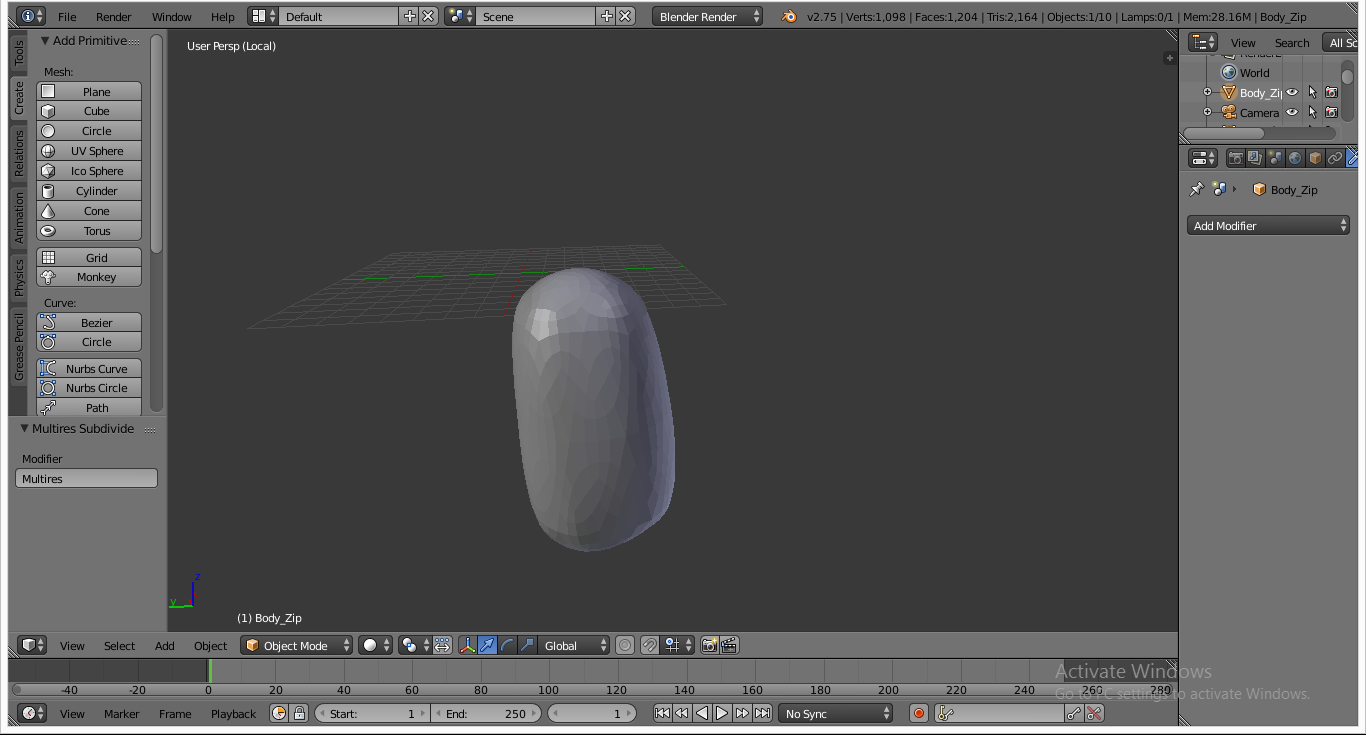 File Render Window Help Default Scene Blender Render v2.75 | Verts:1,098 | Faces:1,204 | Tris:2,164 | Objects:1/10 | Lamps:0/1 | Mem:28.16M | Body_Zip
Tools
Create
Relations
Animation
Physics
Grease Pencil
Add Primitive
Mesh:
Plane
Cube
Circle
UV Sphere
Ico Sphere
Cylinder
Cone
Torus
Grid
Monkey
Curve:
Bezier
Circle
Nurbs Curve
Nurbs Circle
Path
Multires Subdivide
Modifier
Multires
User Persp (Local)
z
y
(1) Body_Zip
View Select Add Object Object Mode Global
View Search All Sc
World
Body_Zip
Camera
Body_Zip
Add Modifier
-40 -20 0 20 40 60 80 100 120 140 160 180 200 220 240 260 280
View Marker Frame Playback Start: 1 End: 250 1 No Sync
Activate Windows
Go to PC settings to activate Windows.